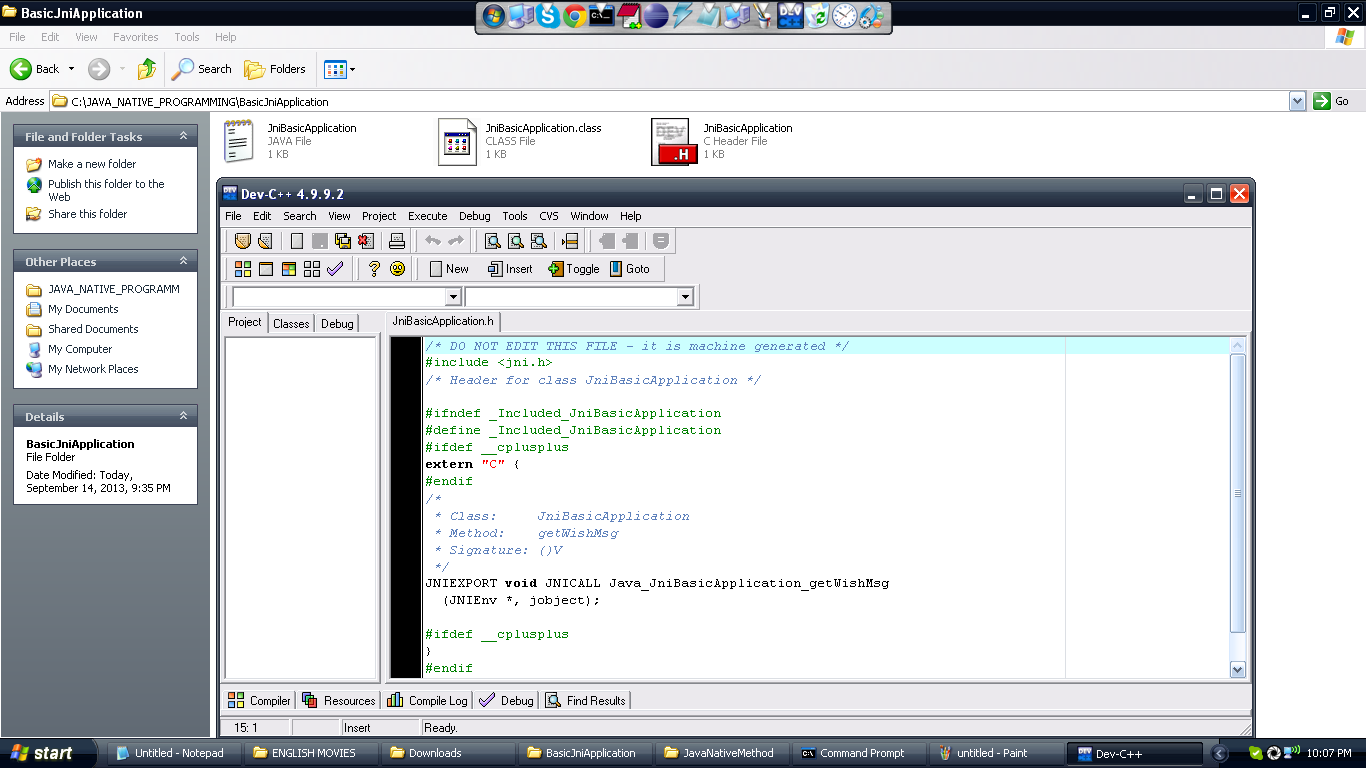 BasicJniApplication
File Edit View Favorites Tools Help
Back Search Folders
Address C:\JAVA_NATIVE_PROGRAMMING\BasicJniApplication Go
File and Folder Tasks
Make a new folder
Publish this folder to the
Web
Share this folder
Other Places
JAVA_NATIVE_PROGRAMM
My Documents
Shared Documents
My Computer
My Network Places
Details
BasicJniApplication
File Folder
Date Modified: Today,
September 14, 2013, 9:35 PM
JniBasicApplication
JAVA File
1 KB
JniBasicApplication.class
CLASS File
1 KB
DEV
.H
JniBasicApplication
C Header File
1 KB
Dev-C++ 4.9.9.2
File Edit Search View Project Execute Debug Tools CVS Window Help
New Insert Toggle Goto
Project Classes Debug
JniBasicApplication.h
/* DO NOT EDIT THIS FILE - it is machine generated */
#include <jni.h>
/* Header for class JniBasicApplication */
#ifndef _Included_JniBasicApplication
#define _Included_JniBasicApplication
#ifdef __cplusplus
extern "C" {
#endif
/*
 * Class:     JniBasicApplication
 * Method:    getWishMsg
 * Signature: ()V
 */
JNIEXPORT void JNICALL Java_JniBasicApplication_getWishMsg
  (JNIEnv *, jobject);
#ifdef __cplusplus
}
#endif
Compiler Resources Compile Log Debug Find Results
15: 1 Insert Ready.
start Untitled - Notepad ENGLISH MOVIES Downloads BasicJniApplication JavaNativeMethod Command Prompt untitled - Paint Dev-C++ 10:07 PM